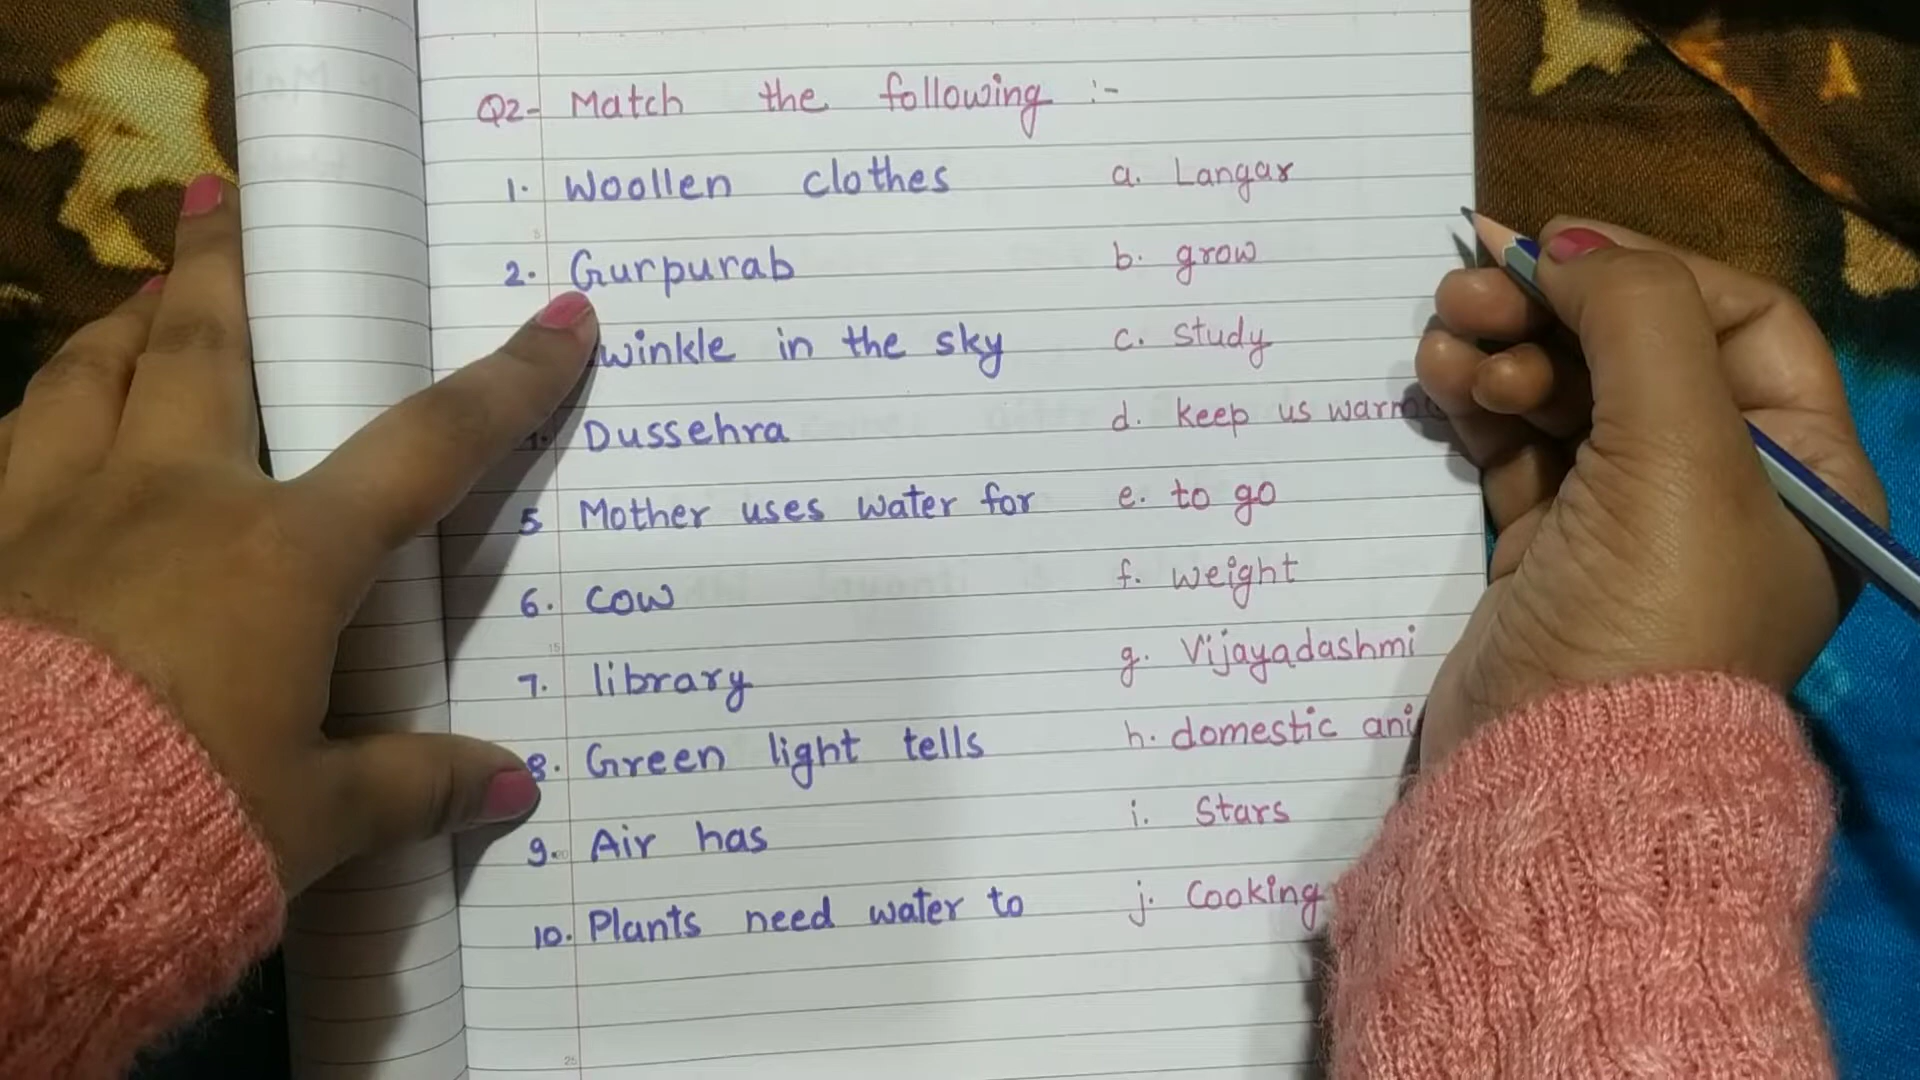 Q2- Match the following :-
1. Woollen clothes a. Langar
2. Gurpurab b. grow
winkle in the sky c. study
Dussehra d. keep us warm
5 Mother uses water for e. to go
6. cow f. weight
7. library g. Vijayadashmi
8. Green light tells h. domestic ani
9. Air has i. Stars
10. Plants need water to j. Cooking